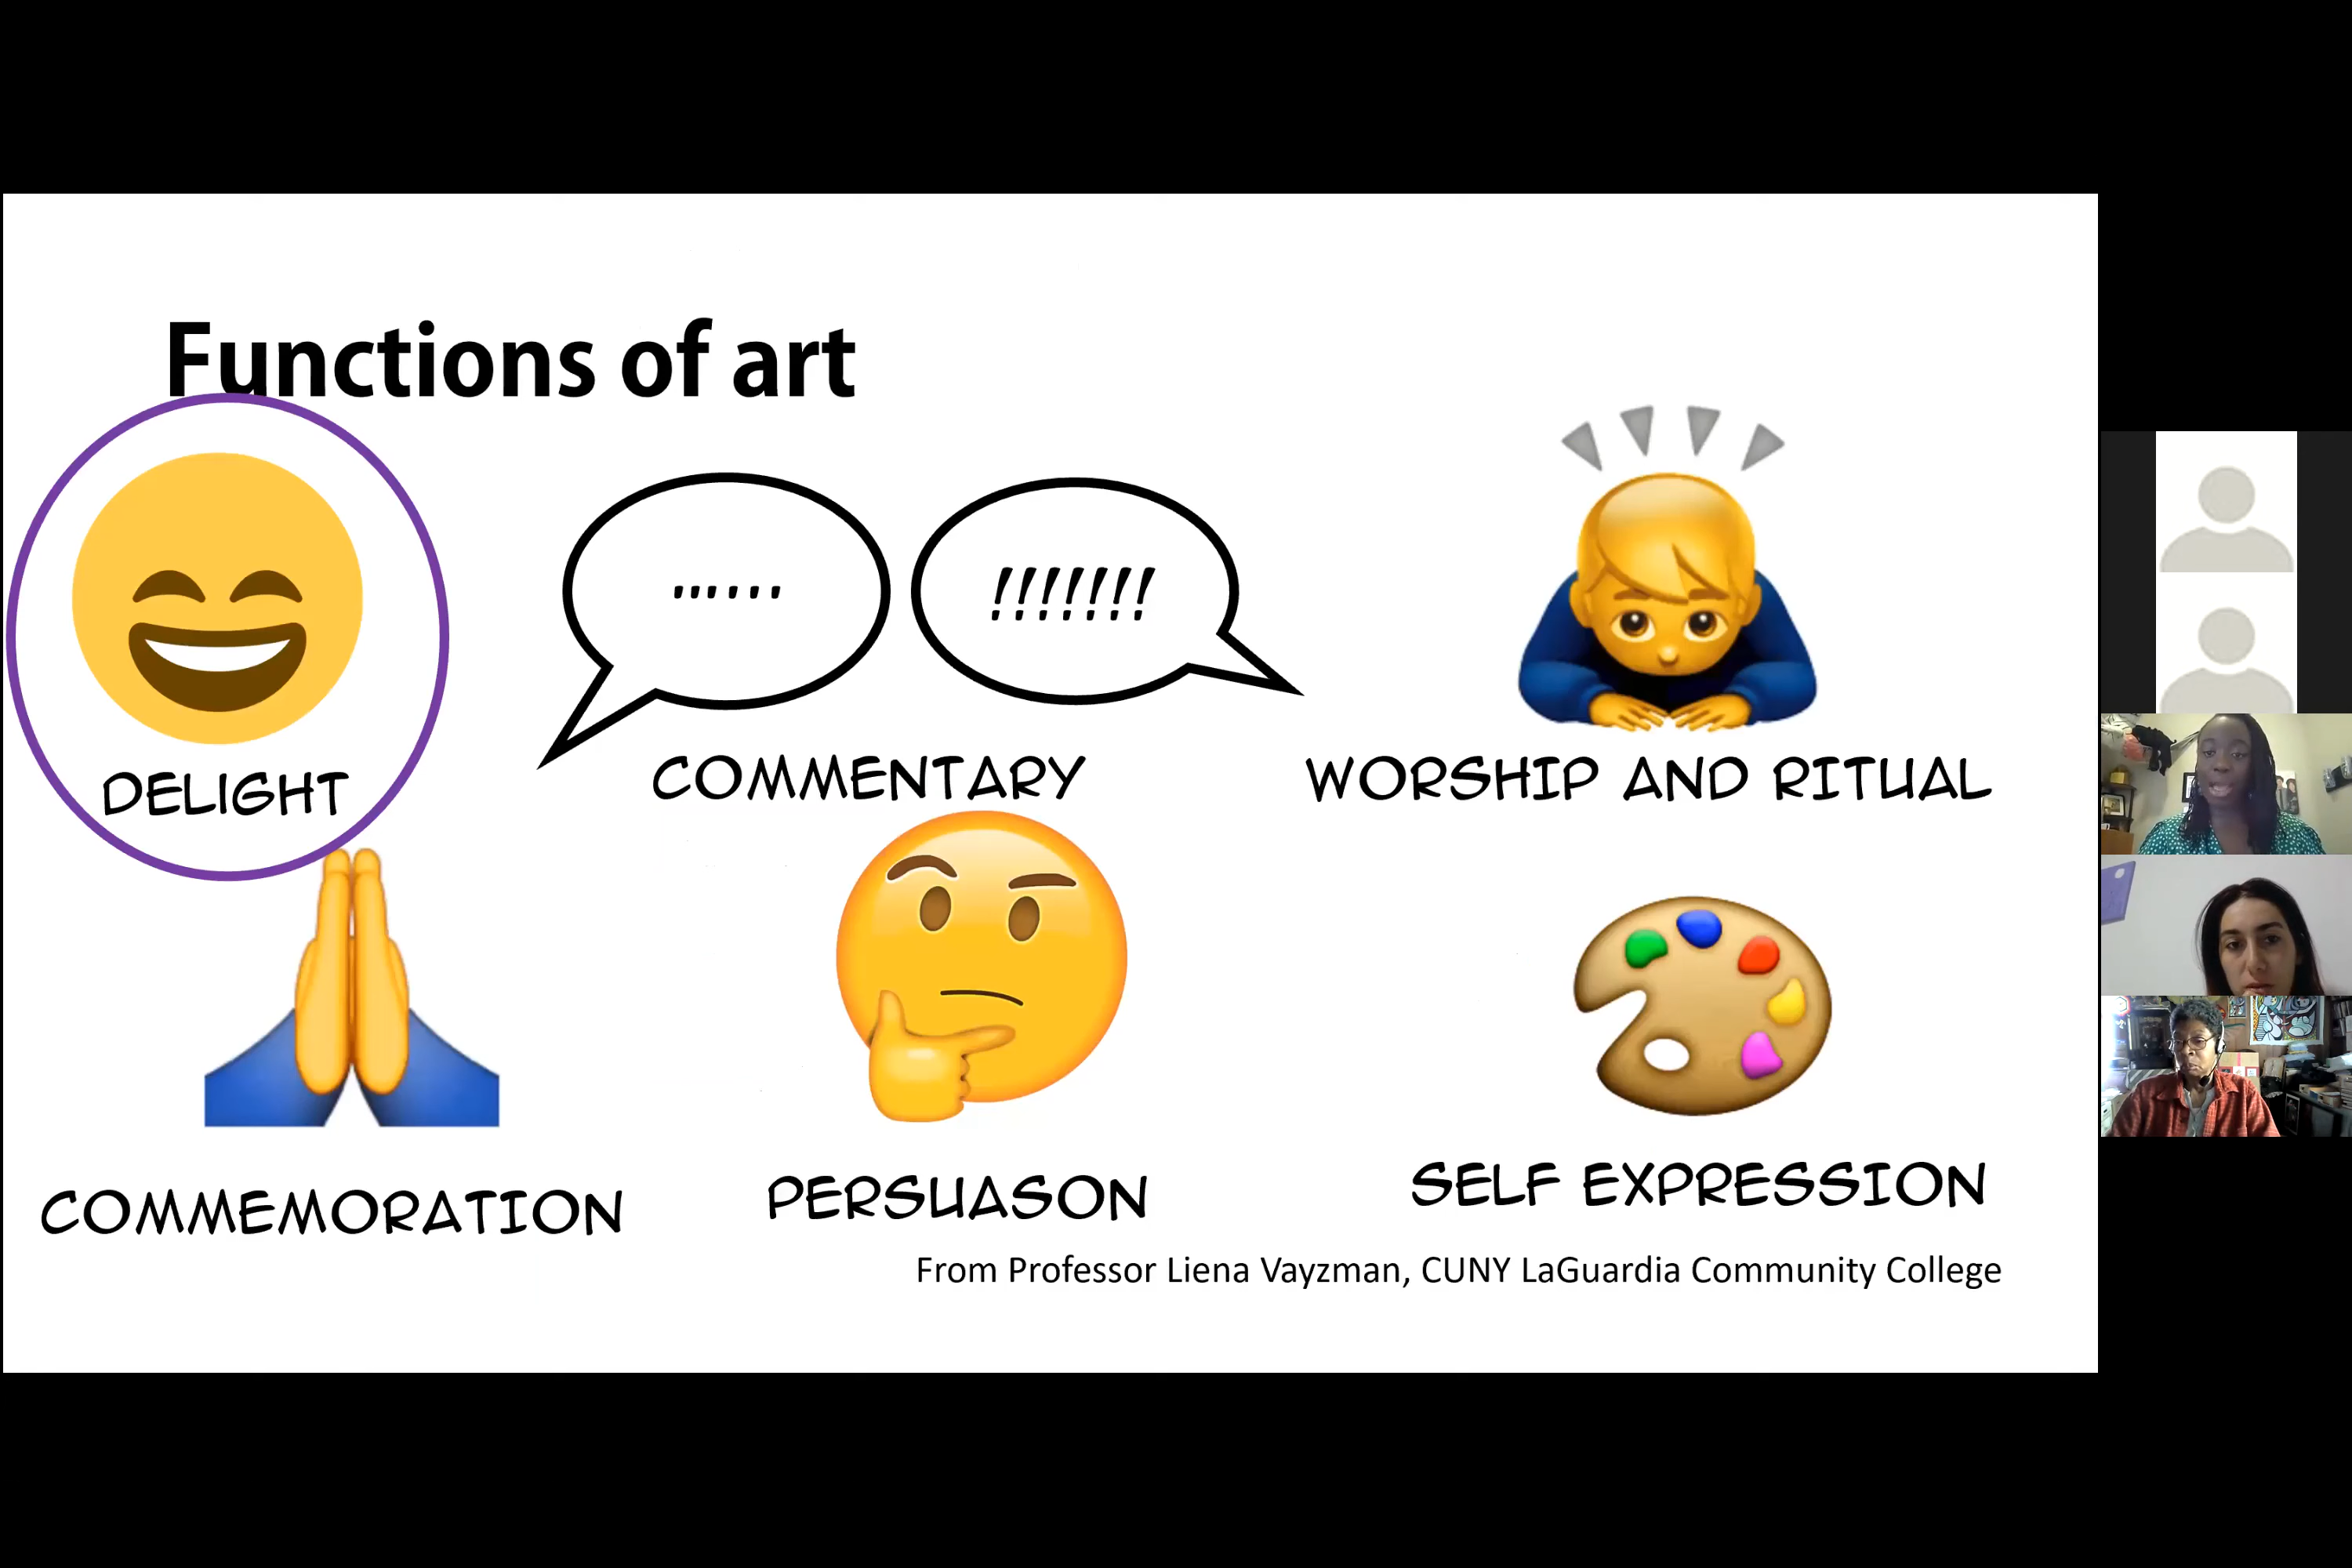 Functions of art
......
!!!!!!!
DELIGHT
COMMENTARY
WORSHIP AND RITUAL
COMMEMORATION
PERSUASON
SELF EXPRESSION
From Professor Liena Vayzman, CUNY LaGuardia Community College